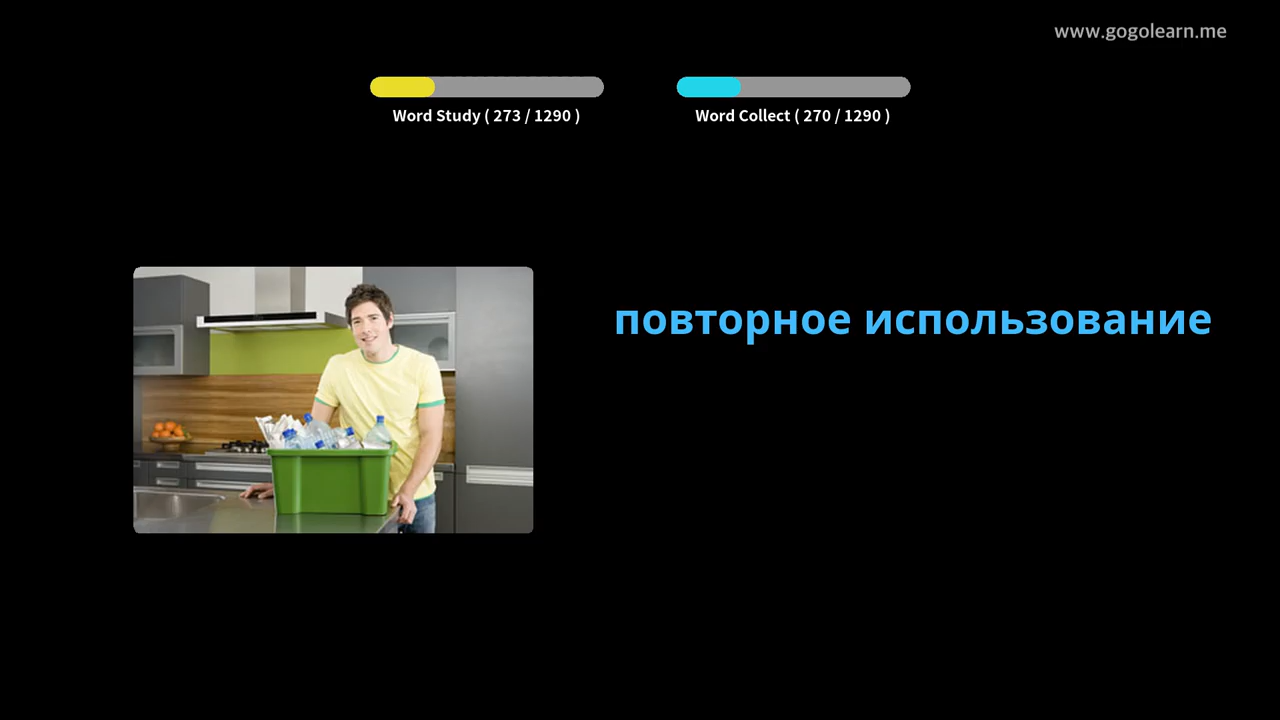 www.gogolearn.me
Word Study ( 273 / 1290 )
Word Collect ( 270 / 1290 )
повторное использование